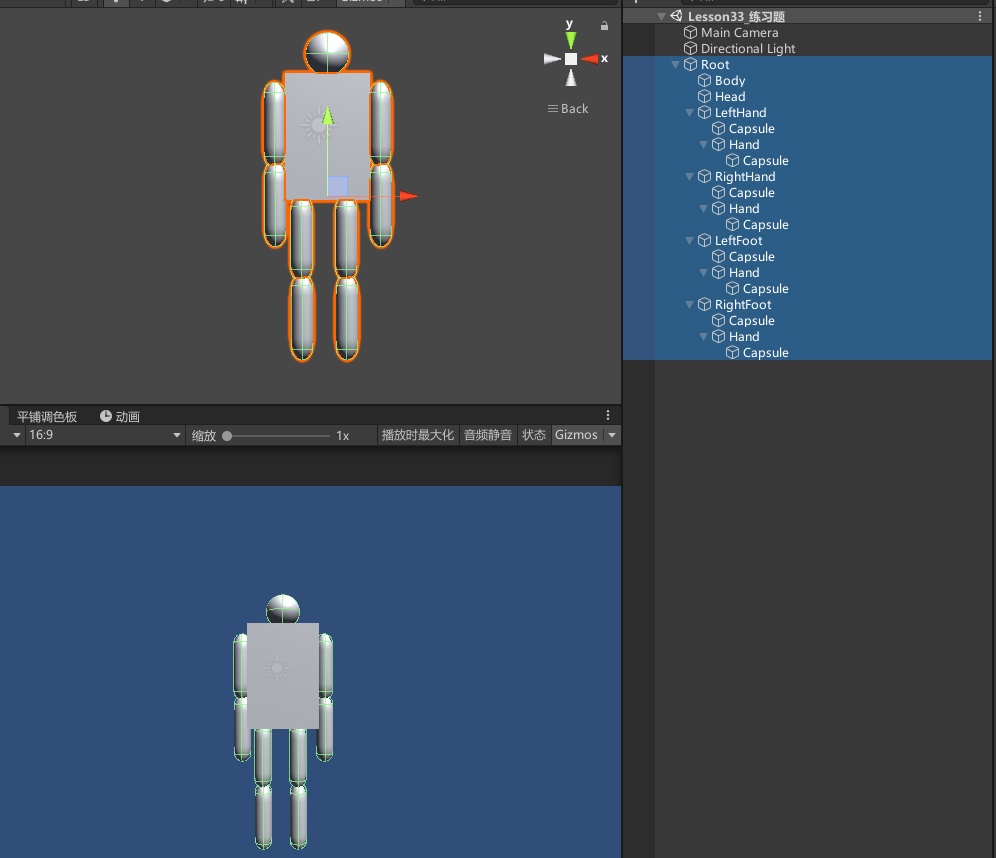 y
x
Back
平铺调色板
动画
16:9
缩放
1x
播放时最大化
音频静音
状态
Gizmos
Lesson33_练习题
Main Camera
Directional Light
Root
Body
Head
LeftHand
Capsule
Hand
Capsule
RightHand
Capsule
Hand
Capsule
LeftFoot
Capsule
Hand
Capsule
RightFoot
Capsule
Hand
Capsule